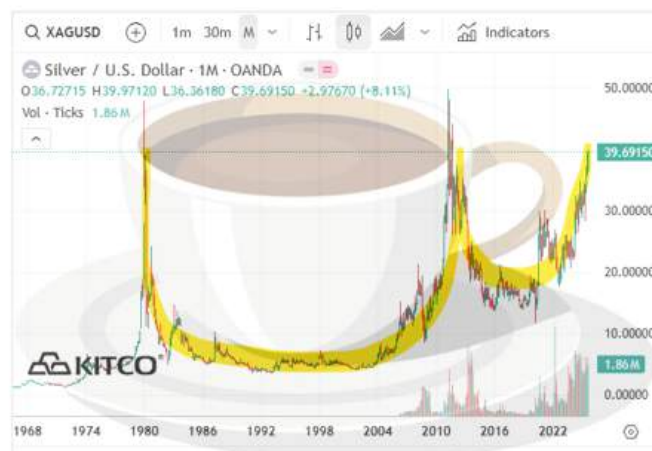 XAGUSD 1m 30m M Indicators
Silver / U.S. Dollar · 1M · OANDA
O36.72715 H39.97120 L36.36180 C39.69150 +2.97670 (+8.11%)
Vol · Ticks 1.86M
50.00000
39.69150
30.00000
20.00000
10.00000
KITCO
1.86M
0.00000
1968 1974 1980 1986 1992 1998 2004 2010 2016 2022